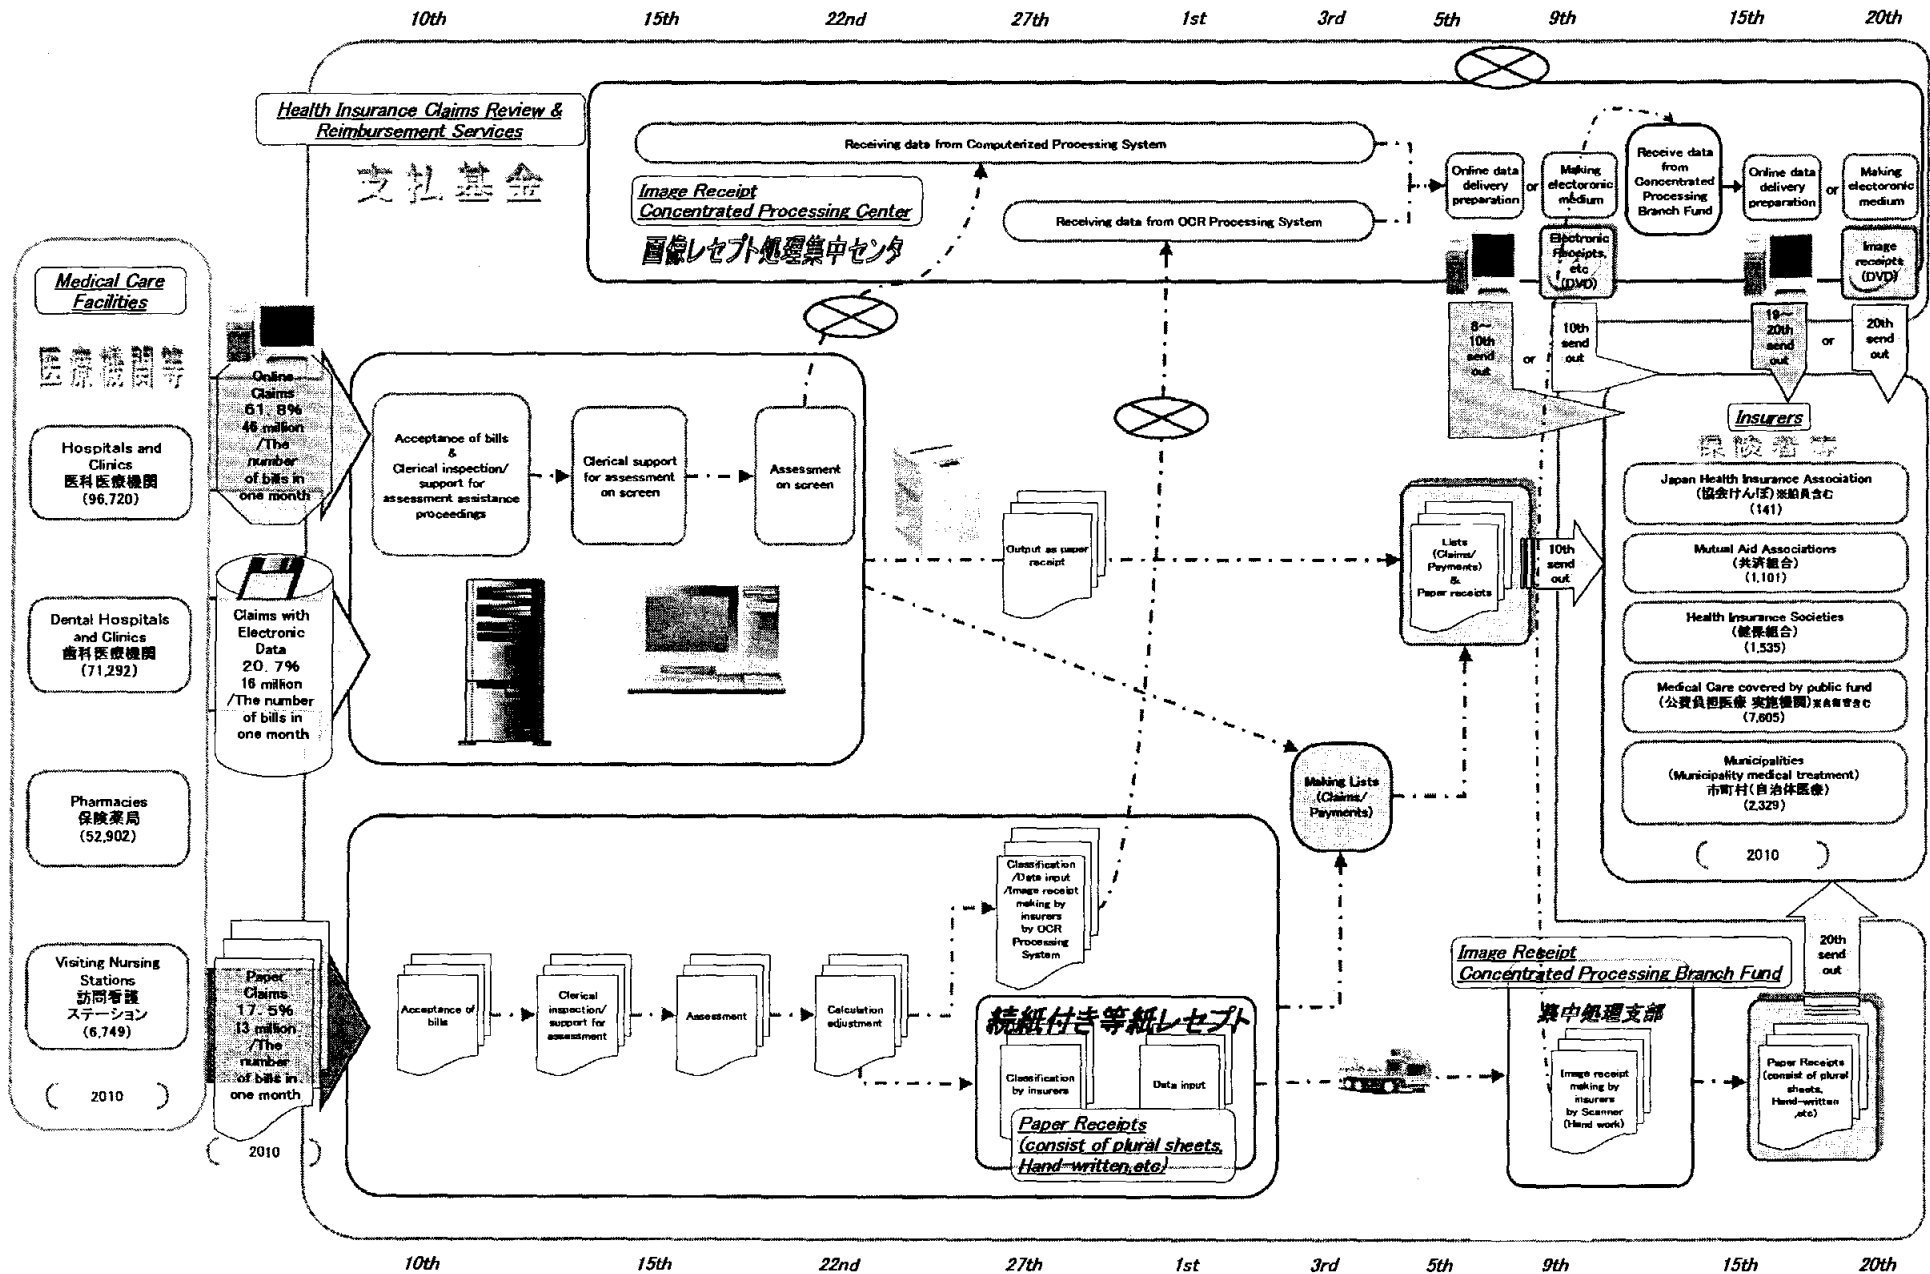 10th 15th 22nd 27th 1st 3rd 5th 9th 15th 20th
Health Insurance Claims Review &
Reimbursement Services
支払基金
Receiving data from Computerized Processing System
Image Receipt
Concentrated Processing Center
画像レセプト処理集中センタ
Receiving data from OCR Processing System
Online data
delivery
preparation
or
Making
electoronic
medium
Receive data
from
Concentrated
Processing
Branch Fund
Online data
delivery
preparation
or
Making
electoronic
medium
Electronic
Receipts,
etc
(DVD)
Image
receipts
(DVD)
8～
10th
send
out
or
10th
send
out
19～
20th
send
out
or
20th
send
out
Medical Care
Facilities
医療機関等
Hospitals and
Clinics
医科医療機関
(96,720)
Dental Hospitals
and Clinics
歯科医療機関
(71,292)
Pharmacies
保険薬局
(52,902)
Visiting Nursing
Stations
訪問看護
ステーション
(6,749)
( 2010 )
Online
Claims
61.8%
46 million
/The
number
of bills in
one month
Claims with
Electronic
Data
20.7%
16 million
/The number
of bills in
one month
Paper
Claims
17.5%
13 million
/The
number
of bills in
one month
( 2010 )
Acceptance of bills
&
Clerical inspection/
support for
assessment assistance
proceedings
Clerical support
for assessment
on screen
Assessment
on screen
Output as paper
receipt
Lists
(Claims/
Payments)
&
Paper receipts
10th
send
out
Making Lists
(Claims/
Payments)
Insurers
保険者等
Japan Health Insurance Association
(協会けんぽ)※船員含む
(141)
Mutual Aid Associations
(共済組合)
(1,101)
Health Insurance Societies
(健保組合)
(1,535)
Medical Care covered by public fund
(公費負担医療 実施機関)
(7,605)
Municipalities
(Municipality medical treatment)
市町村(自治体医療)
(2,329)
( 2010 )
Acceptance of
bills
Clerical
inspection/
support for
assessment
Assessment
Calculation
adjustment
Classification
/Data input
/Image receipt
making by
insurers
by OCR
Processing
System
続紙付き等紙レセプト
Classification
by insurers
Data input
Paper Receipts
(consist of plural sheets,
Hand-written,etc)
Image Receipt
Concentrated Processing Branch Fund
集中処理支部
Image receipt
making by
insurers
by Scanner
(Hand work)
Paper Receipts
(consist of plural
sheets,
Hand-written
,etc)
20th
send
out
10th 15th 22nd 27th 1st 3rd 5th 9th 15th 20th